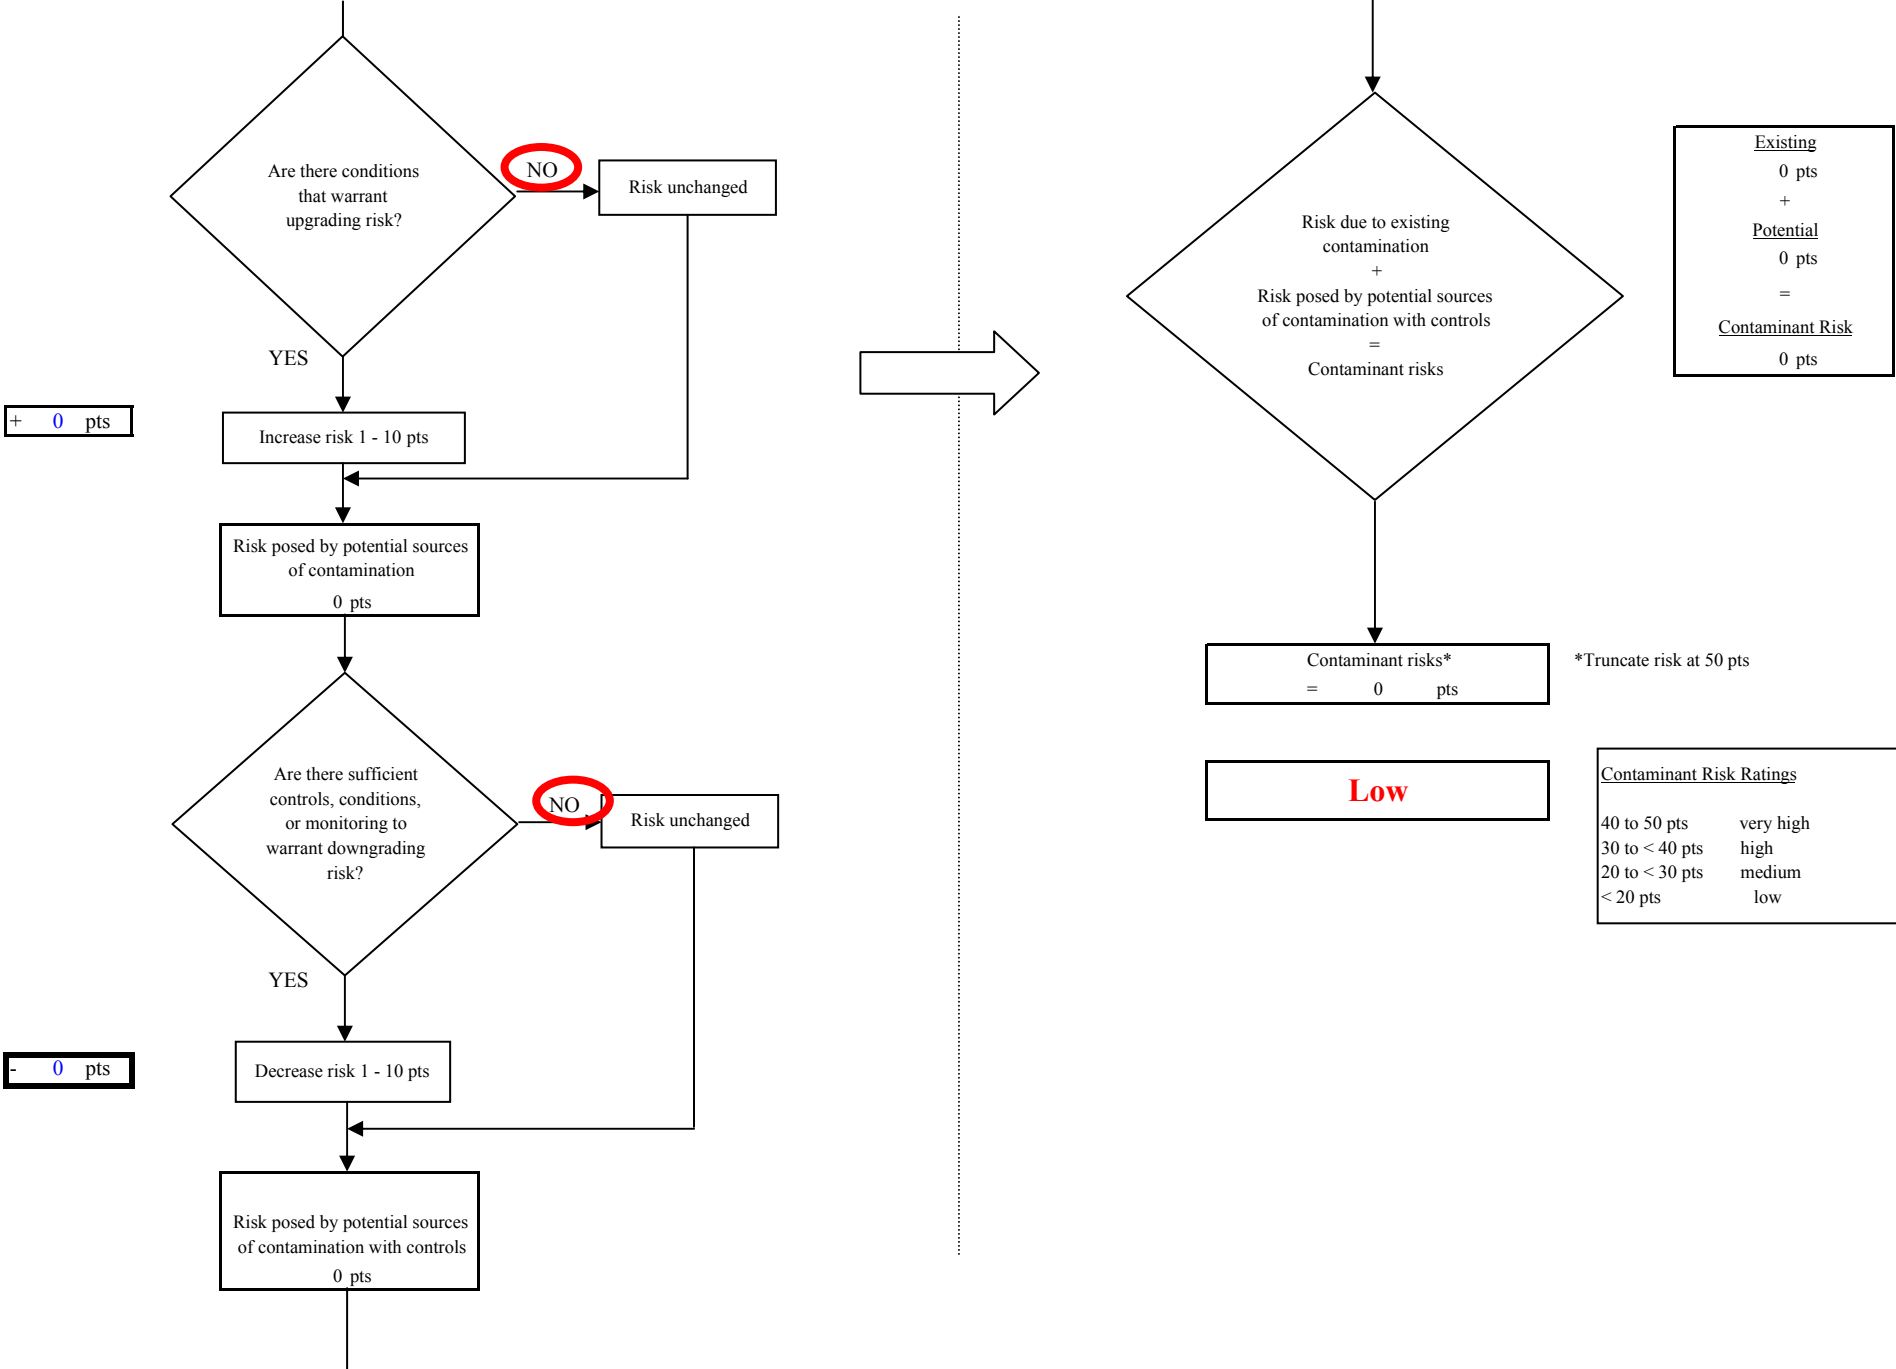 Are there conditions
that warrant
upgrading risk?
NO
Risk unchanged
YES
+ 0 pts
Increase risk 1 - 10 pts
Risk posed by potential sources
of contamination
0 pts
Are there sufficient
controls, conditions,
or monitoring to
warrant downgrading
risk?
NO
Risk unchanged
YES
- 0 pts
Decrease risk 1 - 10 pts
Risk posed by potential sources
of contamination with controls
0 pts
Risk due to existing
contamination
+
Risk posed by potential sources
of contamination with controls
=
Contaminant risks
Existing
0 pts
+
Potential
0 pts
=
Contaminant Risk
0 pts
Contaminant risks*
= 0 pts
*Truncate risk at 50 pts
Low
Contaminant Risk Ratings
40 to 50 pts very high
30 to < 40 pts high
20 to < 30 pts medium
< 20 pts low